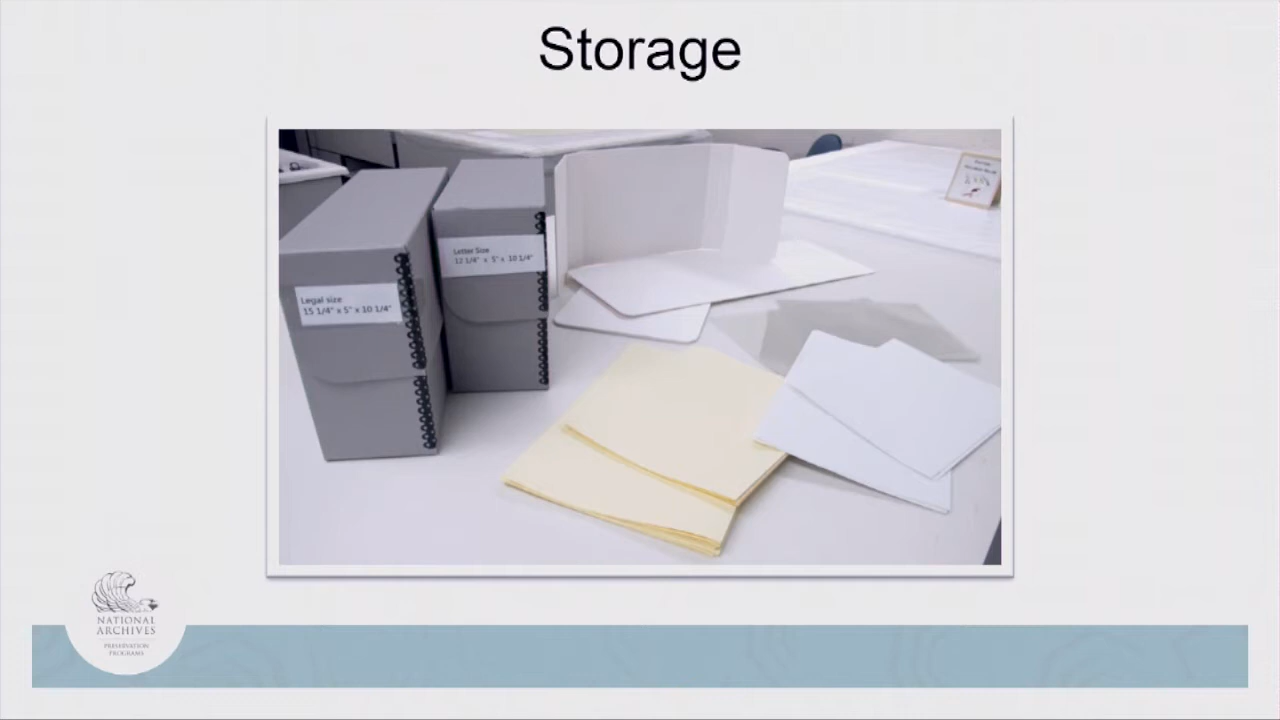 Storage
Legal size
15 1/4" x 5" x 10 1/4"
Letter Size
12 1/4" x 5" x 10 1/4"
NATIONAL
ARCHIVES
PRESERVATION
PROGRAMS